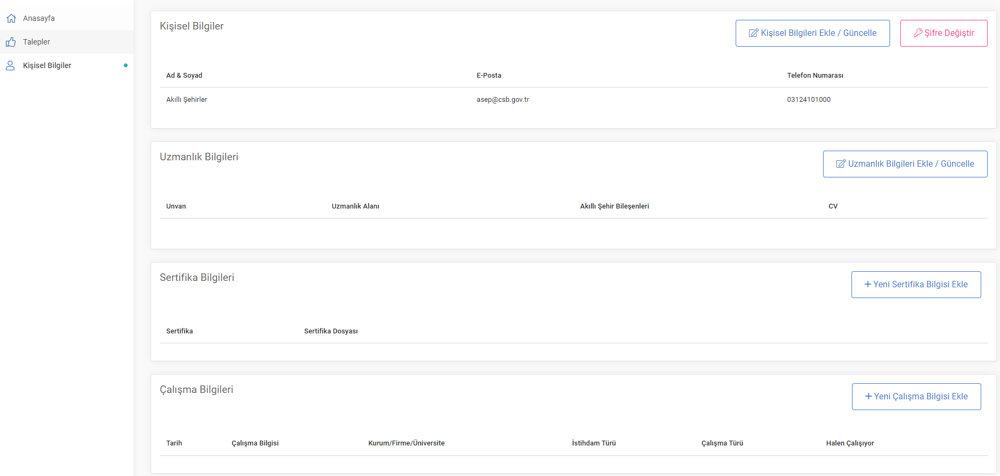 Anasayfa
Talepler
Kişisel Bilgiler
Kişisel Bilgiler
Kişisel Bilgileri Ekle / Güncelle
Şifre Değiştir
Ad & Soyad E-Posta Telefon Numarası
Akıllı Şehirler asep@csb.gov.tr 03124101000
Uzmanlık Bilgileri
Uzmanlık Bilgileri Ekle / Güncelle
Unvan Uzmanlık Alanı Akıllı Şehir Bileşenleri CV
Sertifika Bilgileri
+ Yeni Sertifika Bilgisi Ekle
Sertifika Sertifika Dosyası
Çalışma Bilgileri
+ Yeni Çalışma Bilgisi Ekle
Tarih Çalışma Bilgisi Kurum/Firme/Üniversite İstihdam Türü Çalışma Türü Halen Çalışıyor